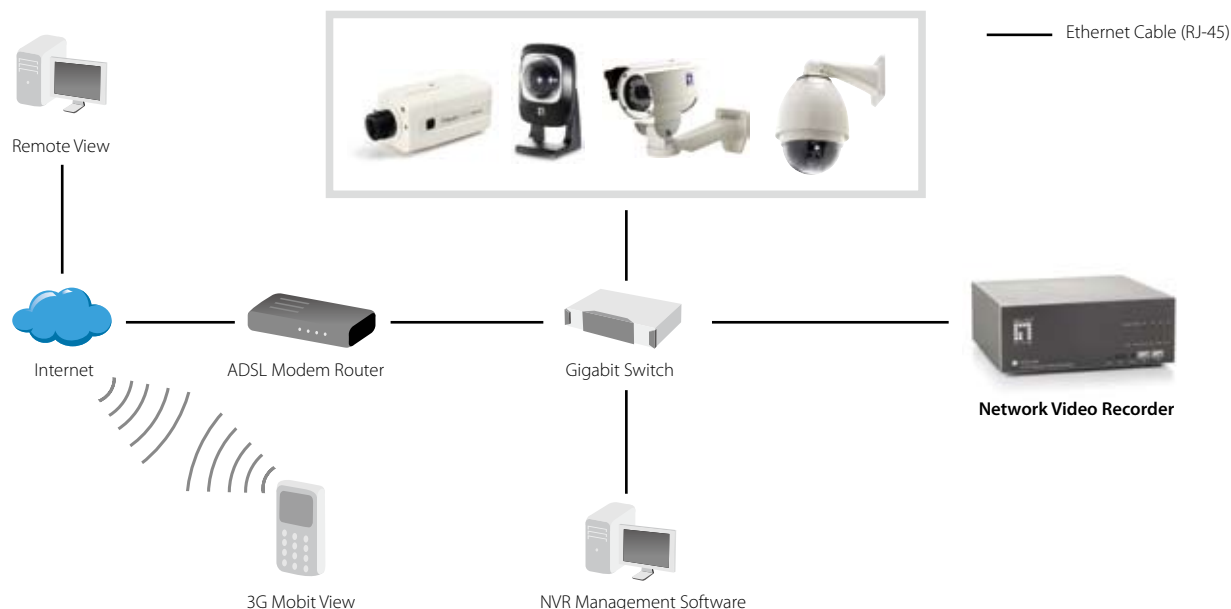 Ethernet Cable (RJ-45)
Remote View
Internet
ADSL Modem Router
Gigabit Switch
Network Video Recorder
3G Mobit View
NVR Management Software